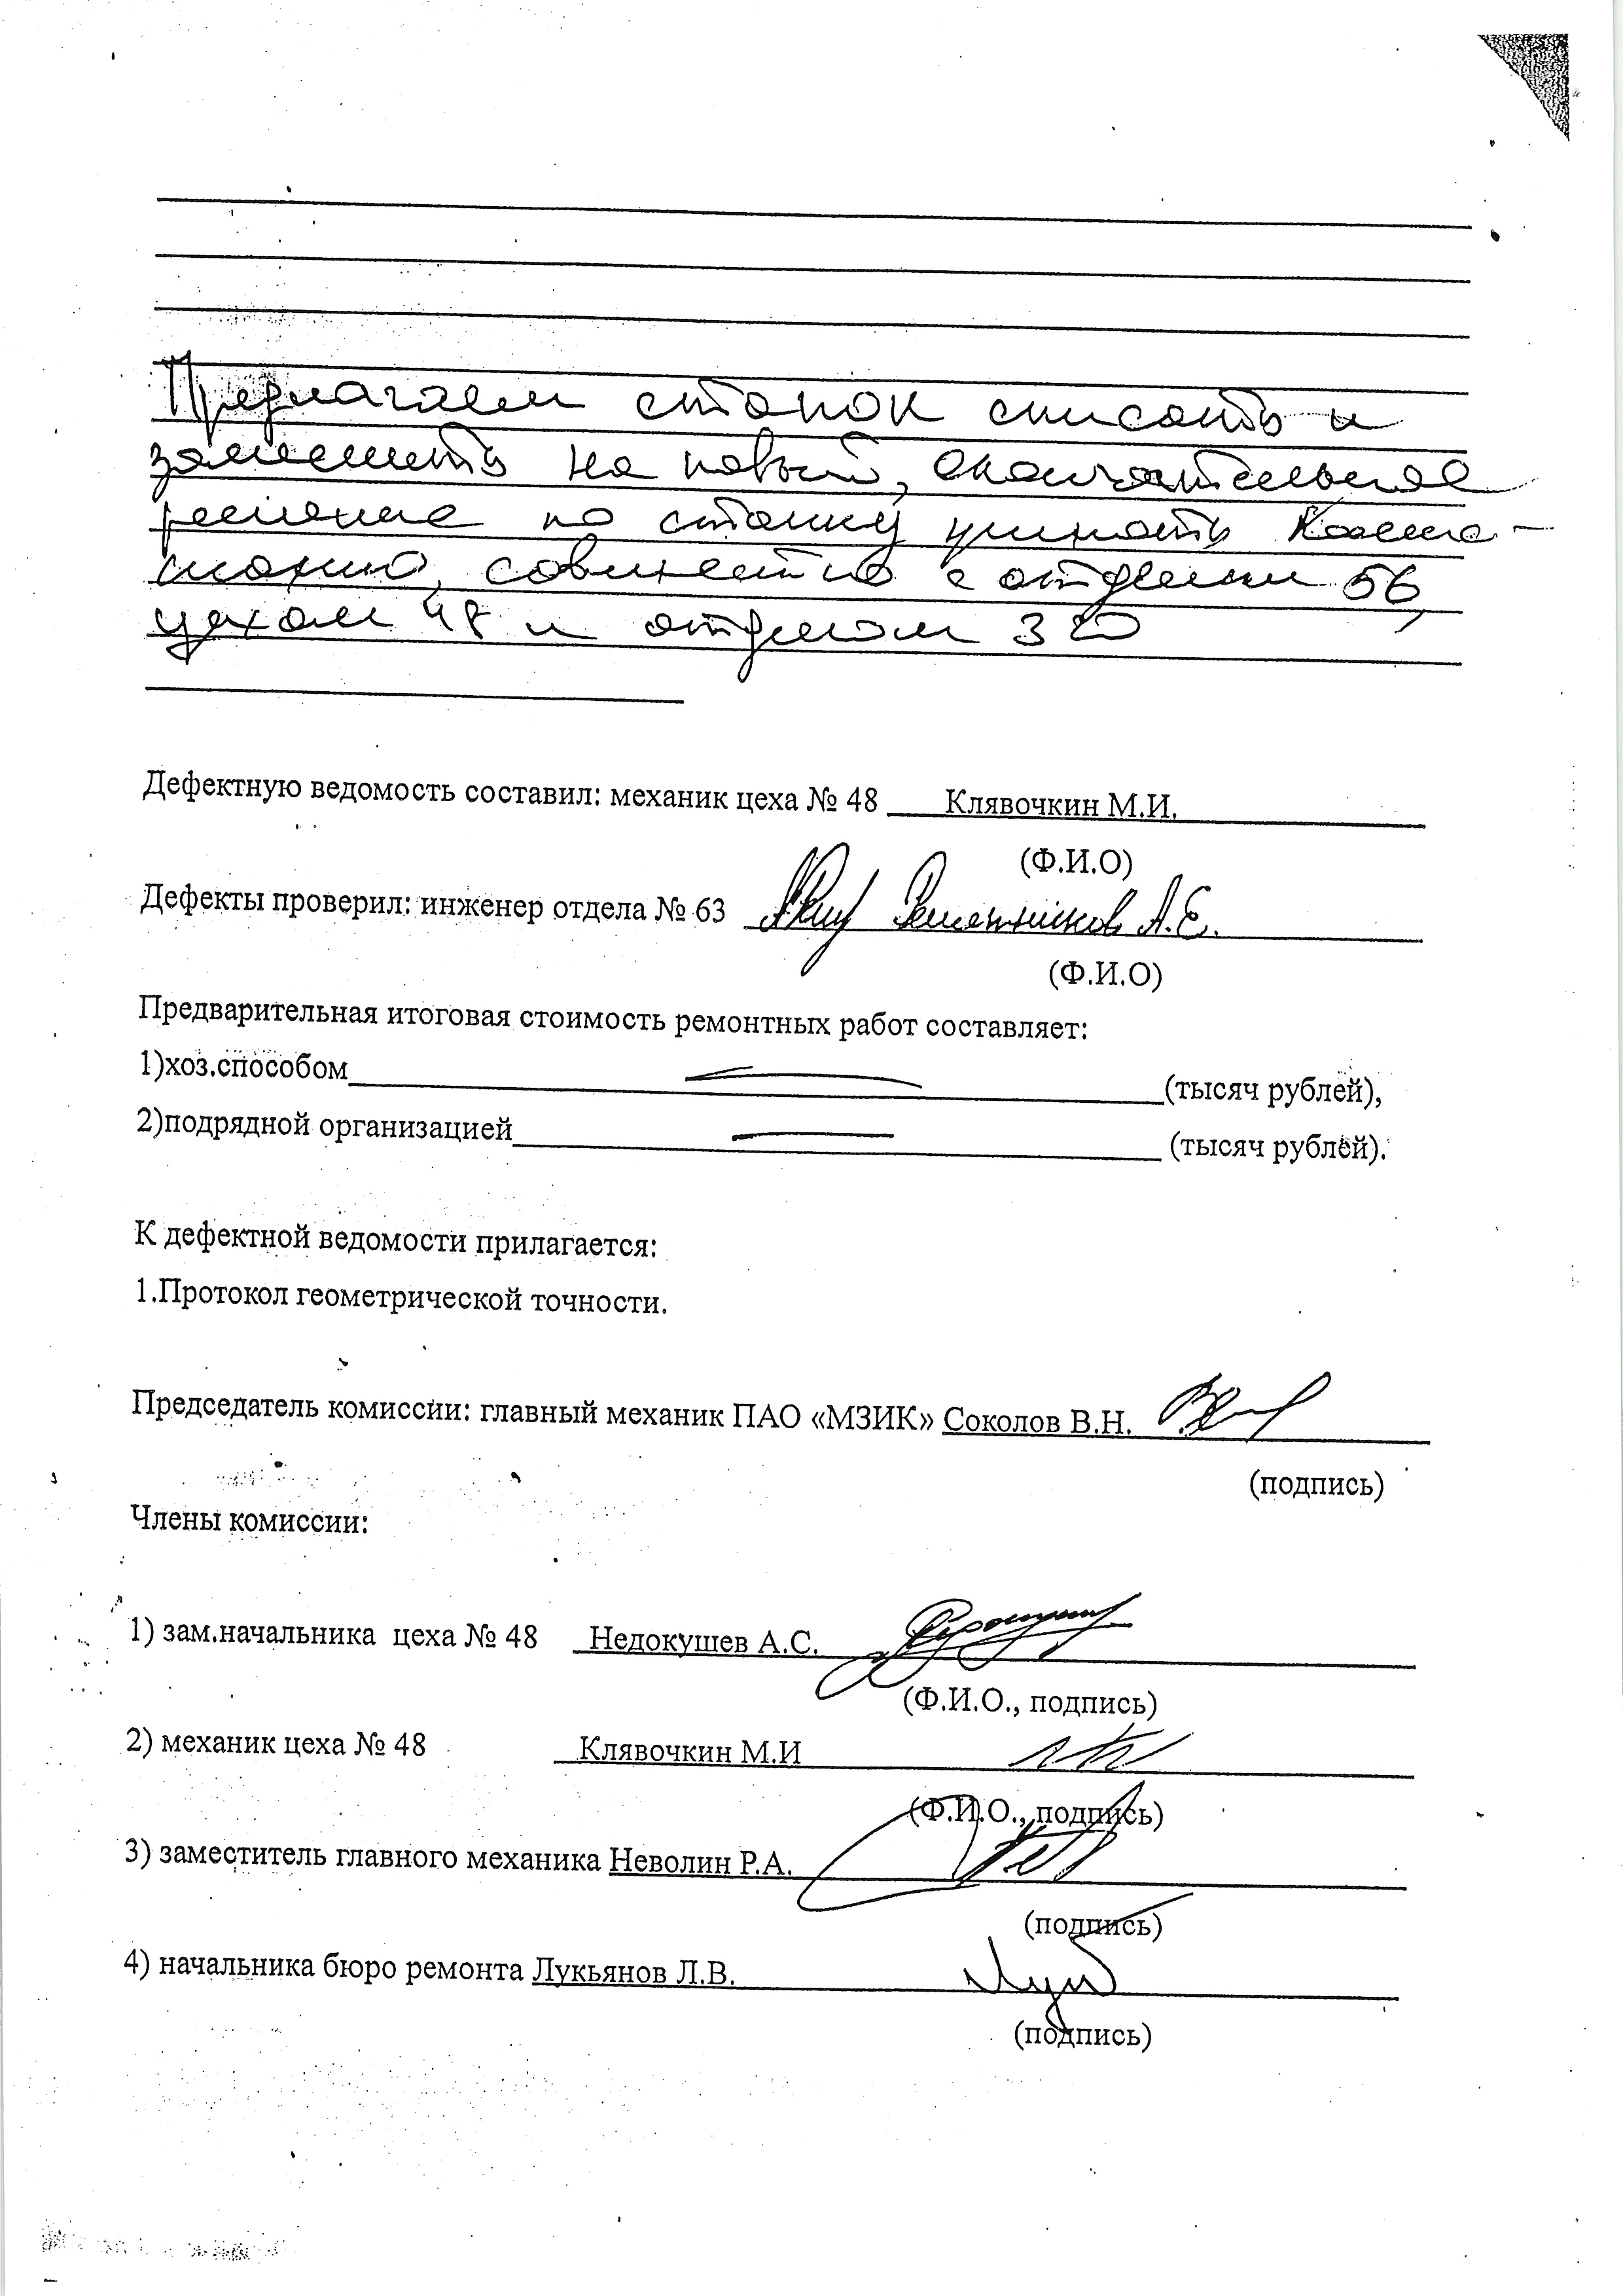 Предлагаем станок списать и
заменить на новый, окончательное
решение по станку принять
совместно с отделом 56,
цехом 48 и отделом
Дефектную ведомость составил: механик цеха № 48 Клявочкин М.И.
(Ф.И.О)
Дефекты проверил: инженер отдела № 63 А.Е.
(Ф.И.О)
Предварительная итоговая стоимость ремонтных работ составляет:
1)хоз.способом — (тысяч рублей),
2)подрядной организацией — (тысяч рублей).
К дефектной ведомости прилагается:
1.Протокол геометрической точности.
Председатель комиссии: главный механик ПАО «МЗИК» Соколов В.Н.
(подпись)
Члены комиссии:
1) зам.начальника цеха № 48 Недокушев А.С.
(Ф.И.О., подпись)
2) механик цеха № 48 Клявочкин М.И
(Ф.И.О., подпись)
3) заместитель главного механика Неволин Р.А.
(подпись)
4) начальника бюро ремонта Лукьянов Л.В.
(подпись)